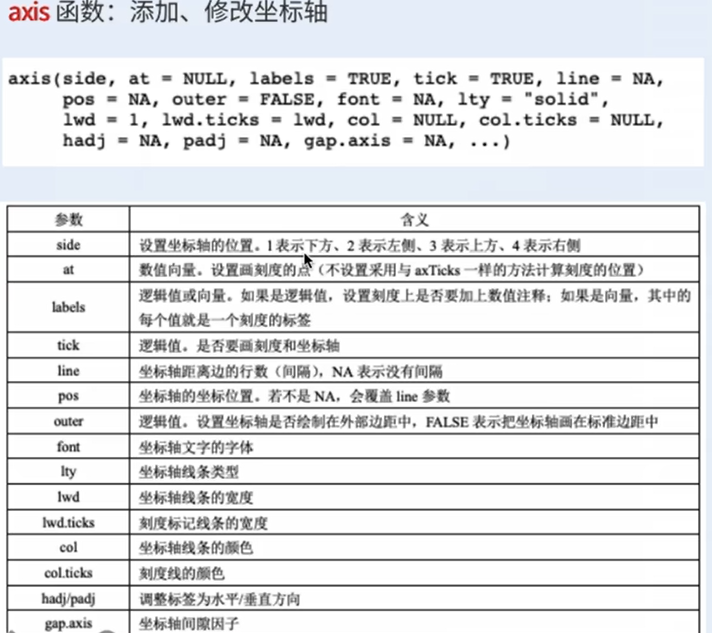 axis 函数：添加、修改坐标轴
axis(side, at = NULL, labels = TRUE, tick = TRUE, line = NA,
pos = NA, outer = FALSE, font = NA, lty = "solid",
lwd = 1, lwd.ticks = lwd, col = NULL, col.ticks = NULL,
hadj = NA, padj = NA, gap.axis = NA, ...)
参数 含义
side 设置坐标轴的位置。1 表示下方、2 表示左侧、3 表示上方、4 表示右侧
at 数值向量。设置画刻度的点（不设置采用与 axTicks 一样的方法计算刻度的位置）
labels 逻辑值或向量。如果是逻辑值，设置刻度上是否要加上数值注释；如果是向量，其中的
每个值就是一个刻度的标签
tick 逻辑值。是否要画刻度和坐标轴
line 坐标轴距离边的行数（间隔），NA 表示没有间隔
pos 坐标轴的坐标位置。若不是 NA，会覆盖 line 参数
outer 逻辑值。设置坐标轴是否绘制在外部边距中，FALSE 表示把坐标轴画在标准边距中
font 坐标轴文字的字体
lty 坐标轴线条类型
lwd 坐标轴线条的宽度
lwd.ticks 刻度标记线条的宽度
col 坐标轴线条的颜色
col.ticks 刻度线的颜色
hadj/padj 调整标签为水平/垂直方向
gap.axis 坐标轴间隙因子